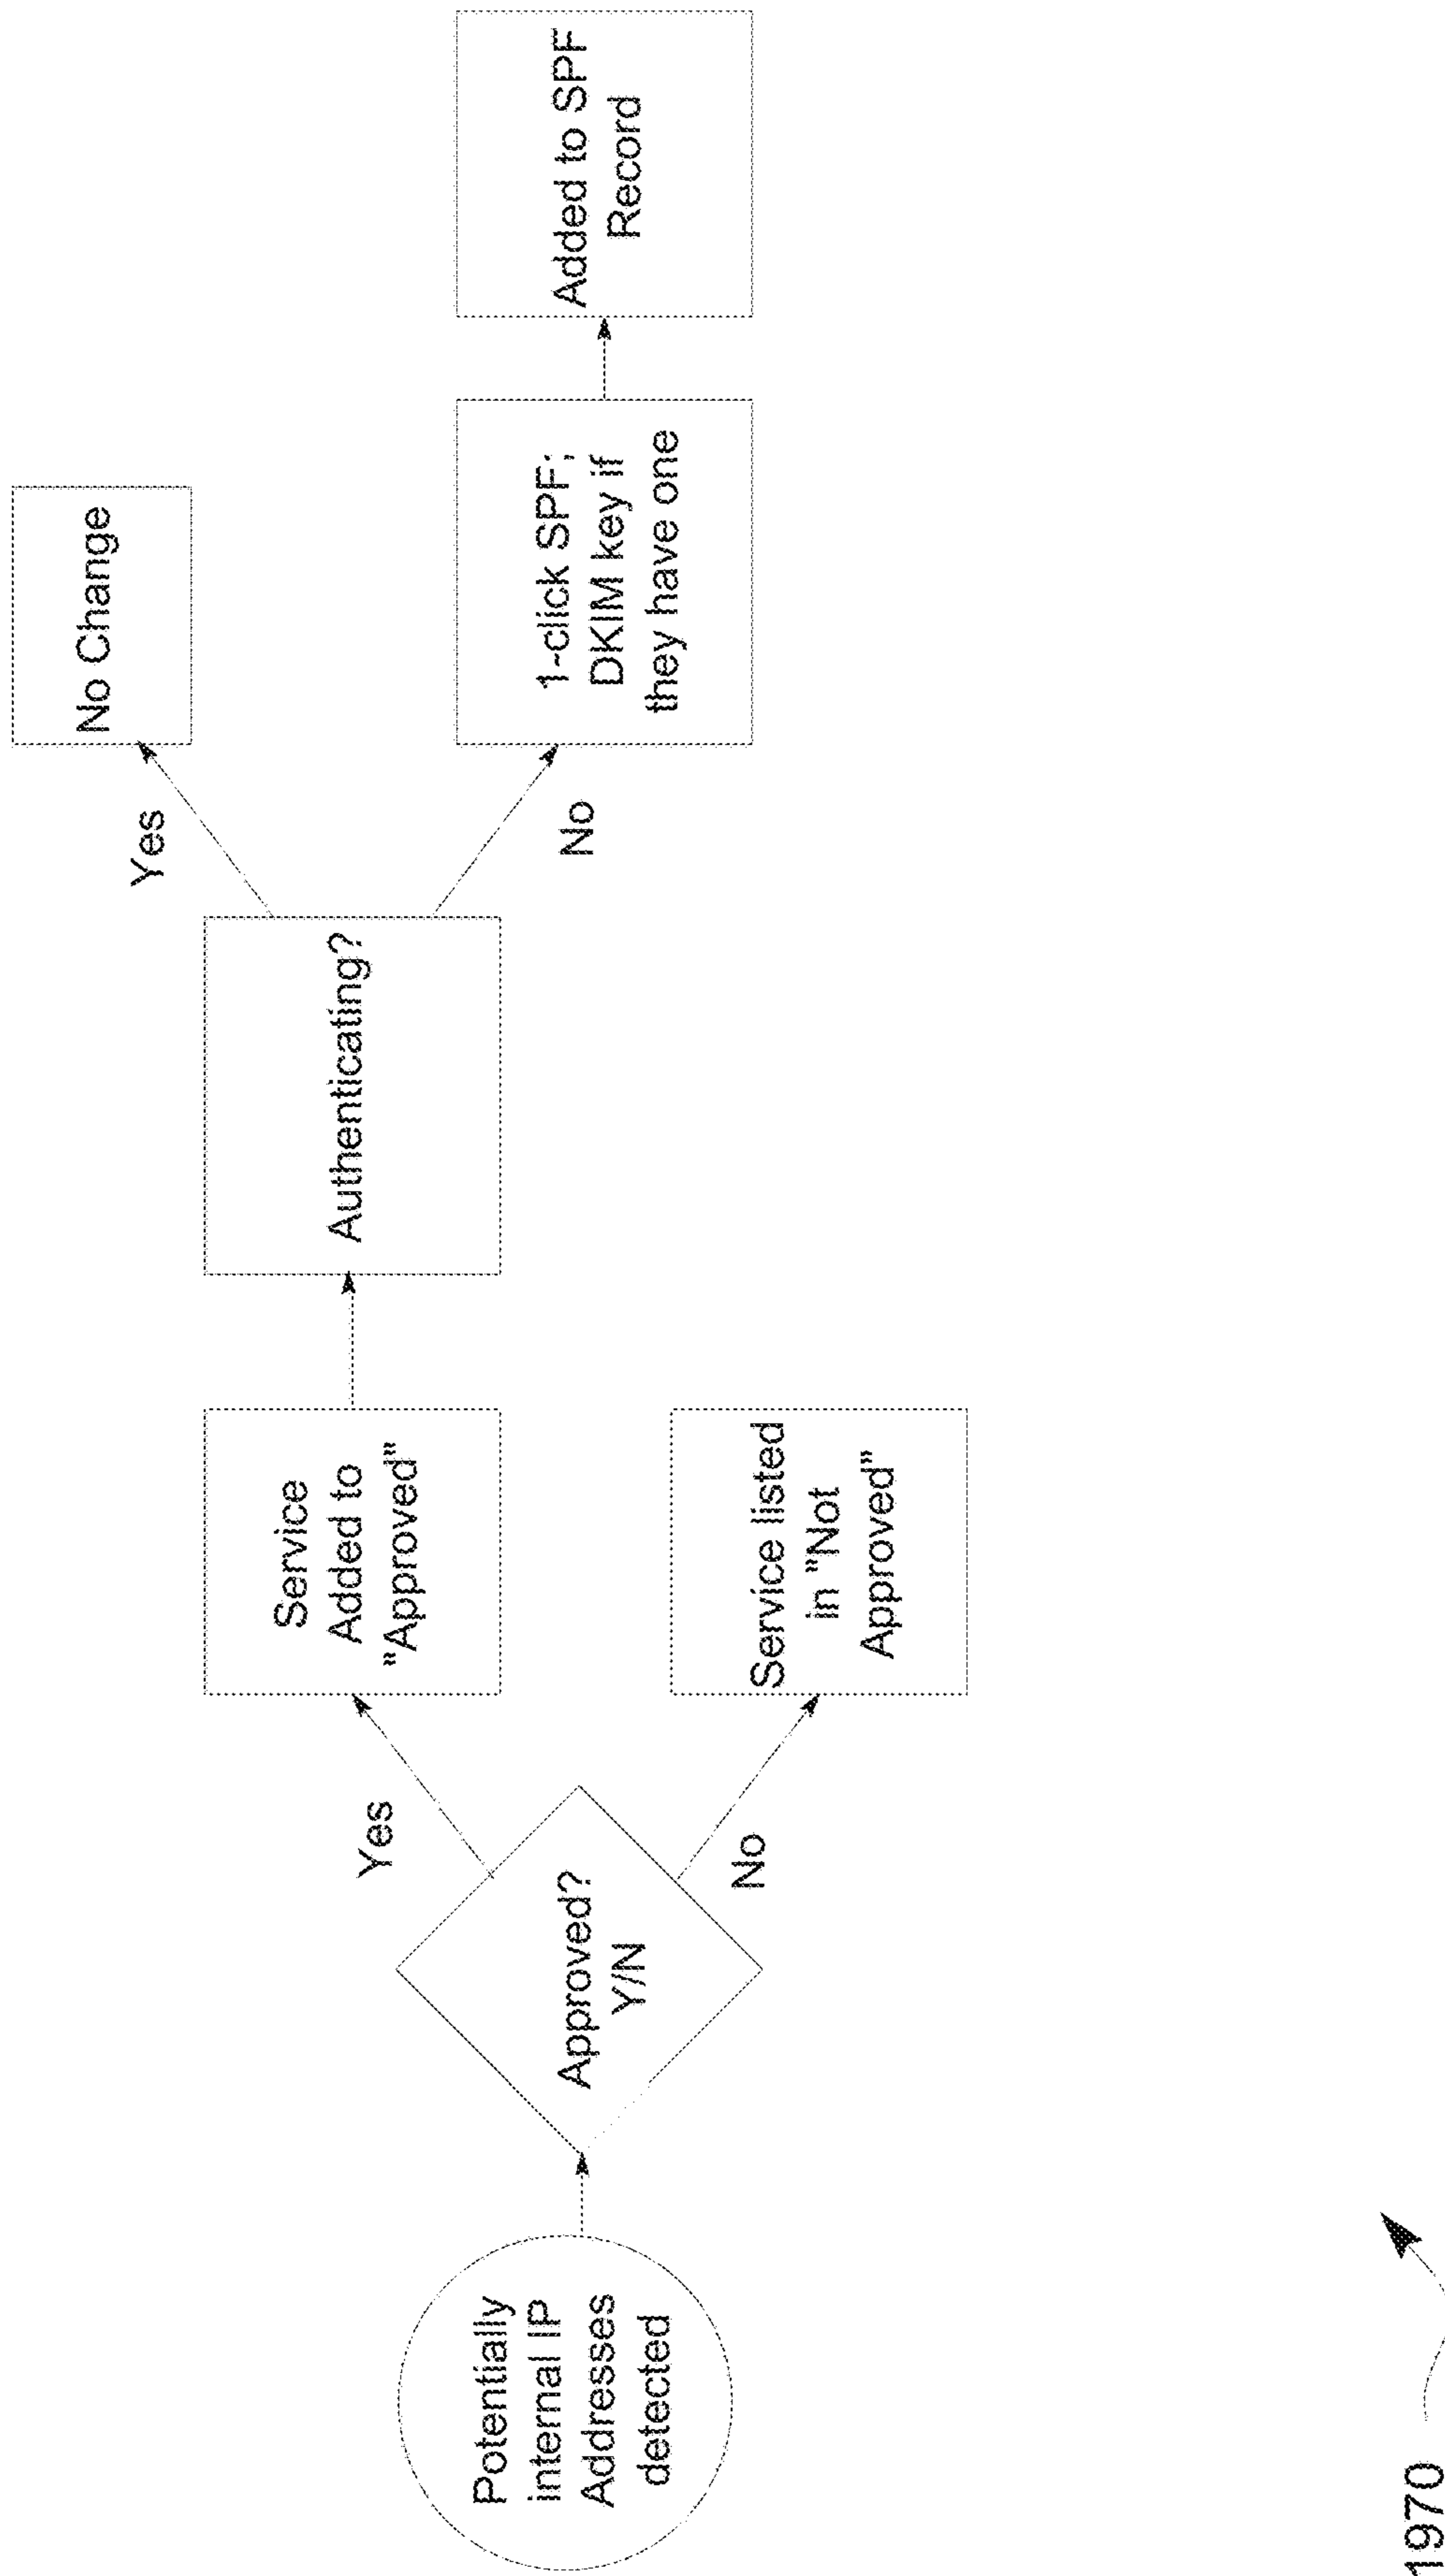 Potentially
internal IP
Addresses
detected
Approved?
Y/N
Yes
No
Service
Added to
"Approved"
Service listed
in "Not
Approved"
Authenticating?
Yes
No
No Change
1-click SPF;
DKIM key if
they have one
Added to SPF
Record
1970